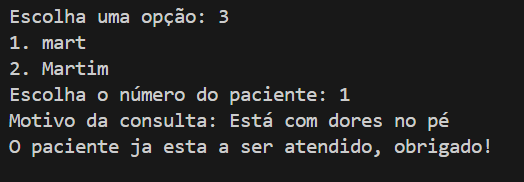 Escolha uma opção: 3
1. mart
2. Martim
Escolha o número do paciente: 1
Motivo da consulta: Está com dores no pé
O paciente ja esta a ser atendido, obrigado!